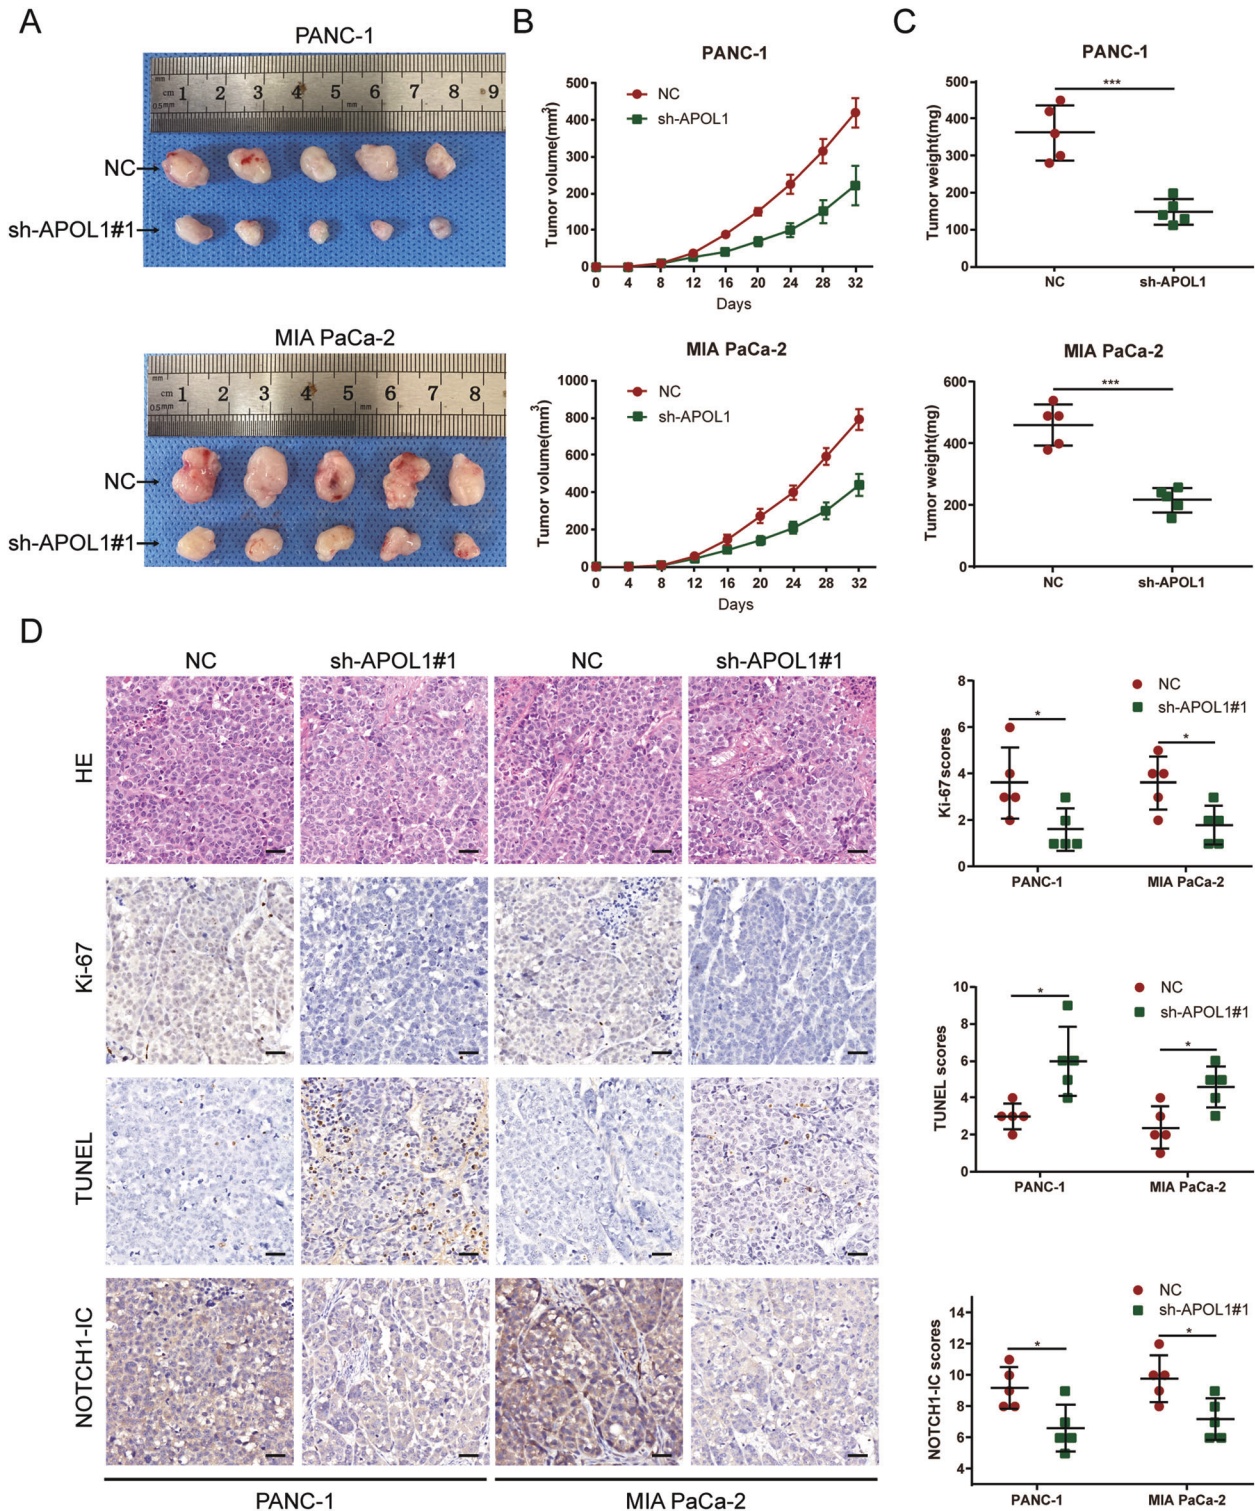 A
PANC-1
mm
cm
0.5mm
1 2 3 4 5 6 7 8 9
mm
NC
sh-APOL1#1
MIA PaCa-2
mm
cm
0.5mm
1 2 3 4 5 6 7 8
mm
NC
sh-APOL1#1
B
PANC-1
NC
sh-APOL1
Tumor volume(mm3)
500
400
300
200
100
0
0 4 8 12 16 20 24 28 32
Days
MIA PaCa-2
NC
sh-APOL1
Tumor volume(mm3)
1000
800
600
400
200
0
0 4 8 12 16 20 24 28 32
Days
C
PANC-1
***
Tumor weight(mg)
500
400
300
200
100
0
NC sh-APOL1
MIA PaCa-2
***
Tumor weight(mg)
600
400
200
0
NC sh-APOL1
D
NC sh-APOL1#1 NC sh-APOL1#1
HE
Ki-67
TUNEL
NOTCH1-IC
PANC-1 MIA PaCa-2
NC
sh-APOL1#1
* *
Ki-67scores
8
6
4
2
0
PANC-1 MIA PaCa-2
NC
sh-APOL1#1
* *
TUNEL scores
10
8
6
4
2
0
PANC-1 MIA PaCa-2
NC
sh-APOL1#1
* *
NOTCH1-IC scores
14
12
10
8
6
4
PANC-1 MIA PaCa-2